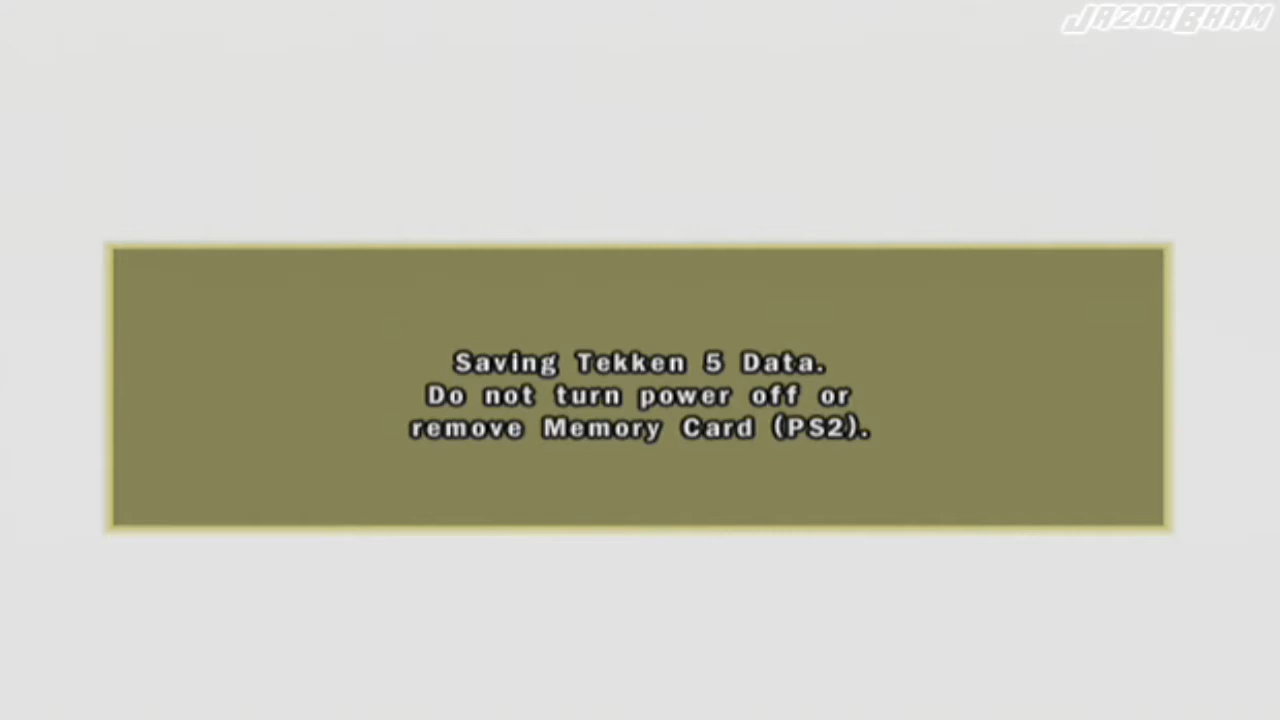 JAZDABHAM
Saving Tekken 5 Data.
Do not turn power off or
remove Memory Card (PS2).